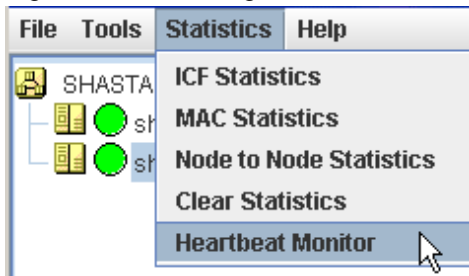 File Tools Statistics Help
SHASTA
ICF Statistics
MAC Statistics
Node to Node Statistics
Clear Statistics
Heartbeat Monitor